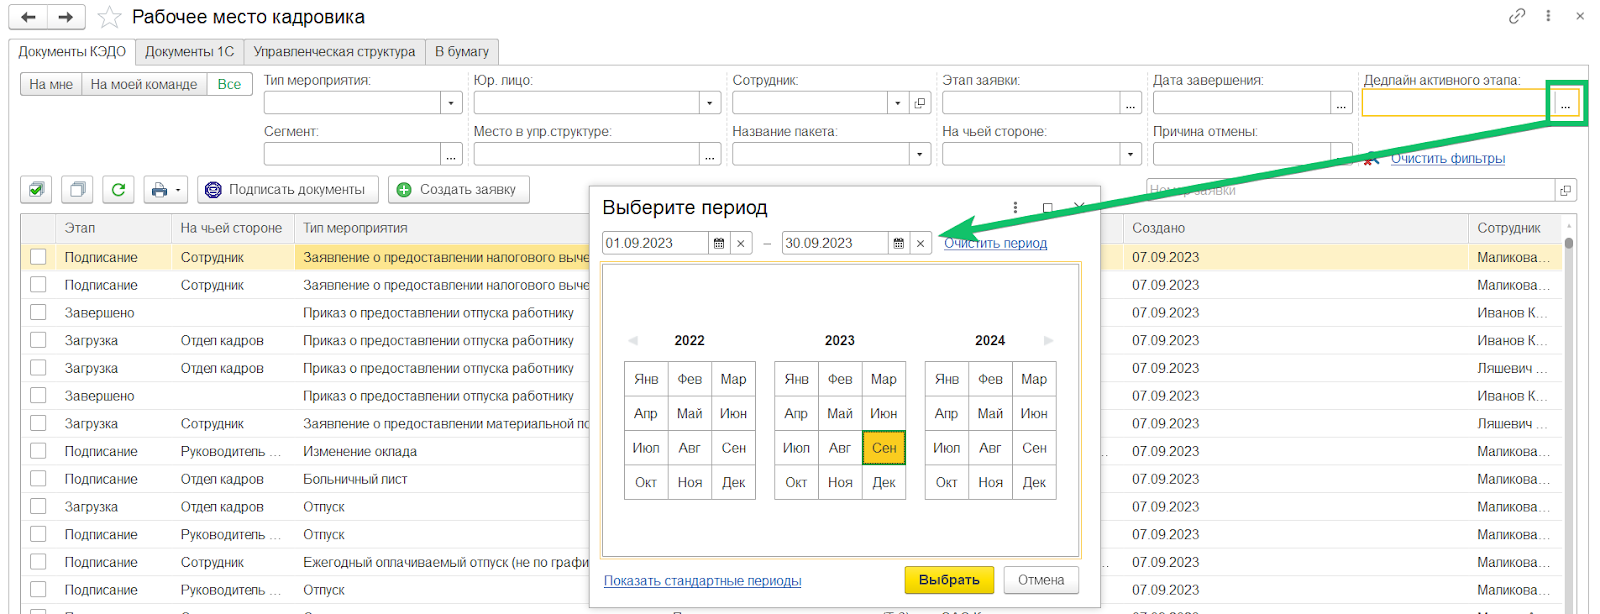 Рабочее место кадровика
Документы КЭДО Документы 1С Управленческая структура В бумагу
На мне На моей команде Все
Тип мероприятия: Юр. лицо: Сотрудник: Этап заявки: Дата завершения: Дедлайн активного этапа:
... ... ...
Сегмент: Место в упр.структуре: Название пакета: На чьей стороне: Причина отмены:
... ... Очистить фильтры
Подписать документы Создать заявку Номер заявки
Этап На чьей стороне Тип мероприятия Создано Сотрудник
Подписание Сотрудник Заявление о предоставлении налогового выче 07.09.2023 Маликова...
Подписание Сотрудник Заявление о предоставлении налогового выче 07.09.2023 Маликова...
Завершено Приказ о предоставлении отпуска работнику 07.09.2023 Иванов К...
Загрузка Отдел кадров Приказ о предоставлении отпуска работнику 07.09.2023 Иванов К...
Загрузка Отдел кадров Приказ о предоставлении отпуска работнику 07.09.2023 Ляшевич ...
Завершено Приказ о предоставлении отпуска работнику 07.09.2023 Иванов К...
Загрузка Сотрудник Заявление о предоставлении материальной по 07.09.2023 Ляшевич ...
Подписание Руководитель ... Изменение оклада 07.09.2023 Маликова...
Подписание Отдел кадров Больничный лист 07.09.2023 Маликова...
Загрузка Отдел кадров Отпуск 07.09.2023 Маликова...
Подписание Руководитель ... Отпуск 07.09.2023 Маликова...
Подписание Сотрудник Ежегодный оплачиваемый отпуск (не по графи 07.09.2023 Маликова...
Подписание Руководитель ... Отпуск 07.09.2023 Маликова...
Выберите период
01.09.2023 – 30.09.2023 Очистить период
2022 2023 2024
Янв Фев Мар Янв Фев Мар Янв Фев Мар
Апр Май Июн Апр Май Июн Апр Май Июн
Июл Авг Сен Июл Авг Сен Июл Авг Сен
Окт Ноя Дек Окт Ноя Дек Окт Ноя Дек
Показать стандартные периоды Выбрать Отмена